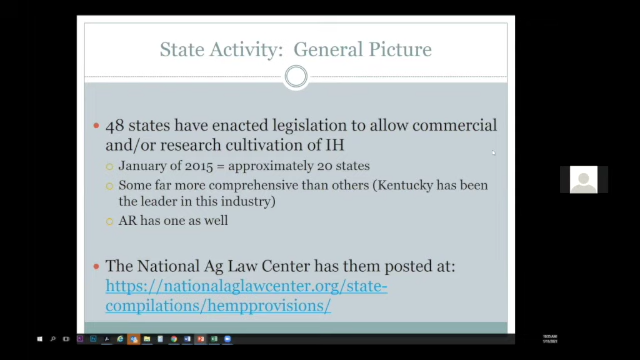 State Activity: General Picture
48 states have enacted legislation to allow commercial
and/or research cultivation of IH
January of 2015 = approximately 20 states
Some far more comprehensive than others (Kentucky has been
the leader in this industry)
AR has one as well
The National Ag Law Center has them posted at:
https://nationalaglawcenter.org/state-
compilations/hempprovisions/